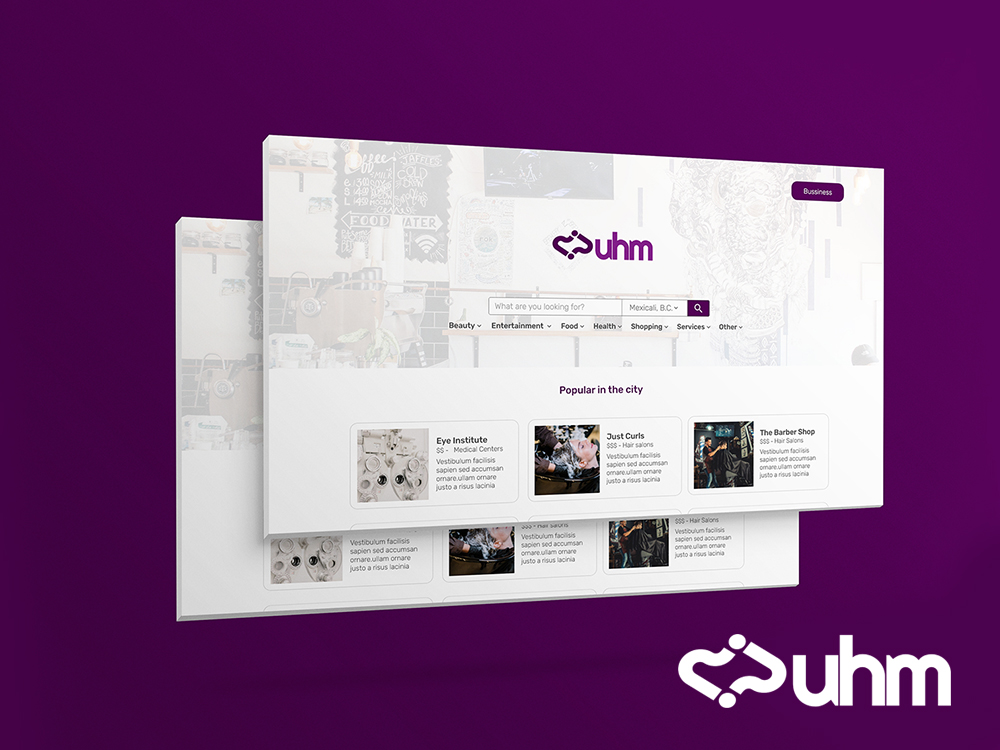 Coffee
COLD
FOOD WATER
Bussiness
uhm
What are you looking for?
Mexicali, B.C.
Beauty
Entertainment
Food
Health
Shopping
Services
Other
Popular in the city
Eye Institute
$$ - Medical Centers
Vestibulum facilisis
sapien sed accumsan
ornare.ullam ornare
justo a risus lacinia
Just Curls
$$$ - Hair salons
Vestibulum facilisis
sapien sed accumsan
ornare.ullam ornare
justo a risus lacinia
The Barber Shop
$$$ - Hair Salons
Vestibulum facilisis
sapien sed accumsan
ornare.ullam ornare
justo a risus lacinia
Vestibulum facilisis
sapien sed accumsan
ornare.ullam ornare
justo a risus lacinia
$$$ - Hair salons
Vestibulum facilisis
sapien sed accumsan
ornare.ullam ornare
justo a risus lacinia
$$$ - Hair Salons
Vestibulum facilisis
sapien sed accumsan
ornare.ullam ornare
justo a risus lacinia
uhm